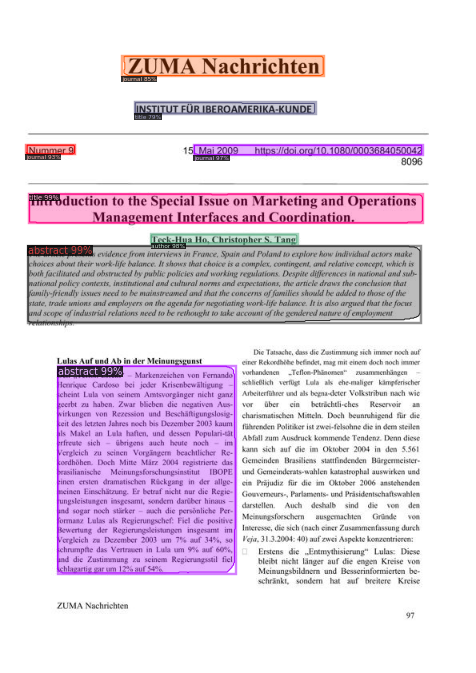 ZUMA Nachrichten
journal 85%
INSTITUT FÜR IBEROAMERIKA-KUNDE
title 79%
Nummer 9
journal 93%
15. Mai 2009 https://doi.org/10.1080/0003684050042
8096
journal 97%
title 99%
Introduction to the Special Issue on Marketing and Operations
Management Interfaces and Coordination.
Teck-Hua Ho, Christopher S. Tang
author 98%
abstract 99%
evidence from interviews in France, Spain and Poland to explore how individual actors make
choices about their work-life balance. It shows that choice is a complex, contingent, and relative concept, which is
both facilitated and obstructed by public policies and working regulations. Despite differences in national and sub-
national policy contexts, institutional and cultural norms and expectations, the article draws the conclusion that
family-friendly issues need to be mainstreamed and that the concerns of families should be added to those of the
state, trade unions and employers on the agenda for negotiating work-life balance. It is also argued that the focus
and scope of industrial relations need to be rethought to take account of the gendered nature of employment
relationships.
Lulas Auf und Ab in der Meinungsgunst
abstract 99%
– Markenzeichen von Fernando
Henrique Cardoso bei jeder Krisenbewältigung –
scheint Lula von seinem Amtsvorgänger nicht ganz
geerbt zu haben. Zwar blieben die negativen Aus-
wirkungen von Rezession und Beschäftigungslosig-
keit des letzten Jahres noch bis Dezember 2003 kaum
als Makel an Lula haften, und dessen Populari-tät
erfreute sich – übrigens auch heute noch – im
Vergleich zu seinen Vorgängern beachtlicher Re-
kordhöhen. Doch Mitte März 2004 registrierte das
brasilianische Meinungsforschungsinstitut IBOPE
einen ersten dramatischen Rückgang in der allge-
meinen Einschätzung. Er betraf nicht nur die Regie-
rungsleistungen insgesamt, sondern darüber hinaus –
und sogar noch stärker – auch die persönliche Per-
formanz Lulas als Regierungschef: Fiel die positive
Bewertung der Regierungsleistungen insgesamt im
Vergleich zu Dezember 2003 um 7% auf 34%, so
schrumpfte das Vertrauen in Lula um 9% auf 60%,
und die Zustimmung zu seinem Regierungsstil fiel
schlagartig gar um 12% auf 54%.
Die Tatsache, dass die Zustimmung sich immer noch auf
einer Rekordhöhe befindet, mag mit einem doch noch immer
vorhandenen „Teflon-Phänomen“ zusammenhängen –
schließlich verfügt Lula als ehe-maliger kämpferischer
Arbeiterführer und als begna-deter Volkstribun nach wie
vor über ein beträchtli-ches Reservoir an
charismatischen Mitteln. Doch beunruhigend für die
führenden Politiker ist zwei-felsohne die in dem steilen
Abfall zum Ausdruck kommende Tendenz. Denn diese
kann sich auf die im Oktober 2004 in den 5.561
Gemeinden Brasiliens stattfindenden Bürgermeister-
und Gemeinderats-wahlen katastrophal auswirken und
ein Präjudiz für die im Oktober 2006 anstehenden
Gouverneurs-, Parlaments- und Präsidentschaftswahlen
darstellen. Auch deshalb sind die von den
Meinungsforschern ausgemachten Gründe von
Interesse, die sich (nach einer Zusammenfassung durch
Veja, 31.3.2004: 40) auf zwei Aspekte konzentrieren:
Erstens die „Entmythisierung“ Lulas: Diese
bleibt nicht länger auf die engen Kreise von
Meinungsbildnern und Besserinformierten be-
schränkt, sondern hat auf breitere Kreise
ZUMA Nachrichten
97